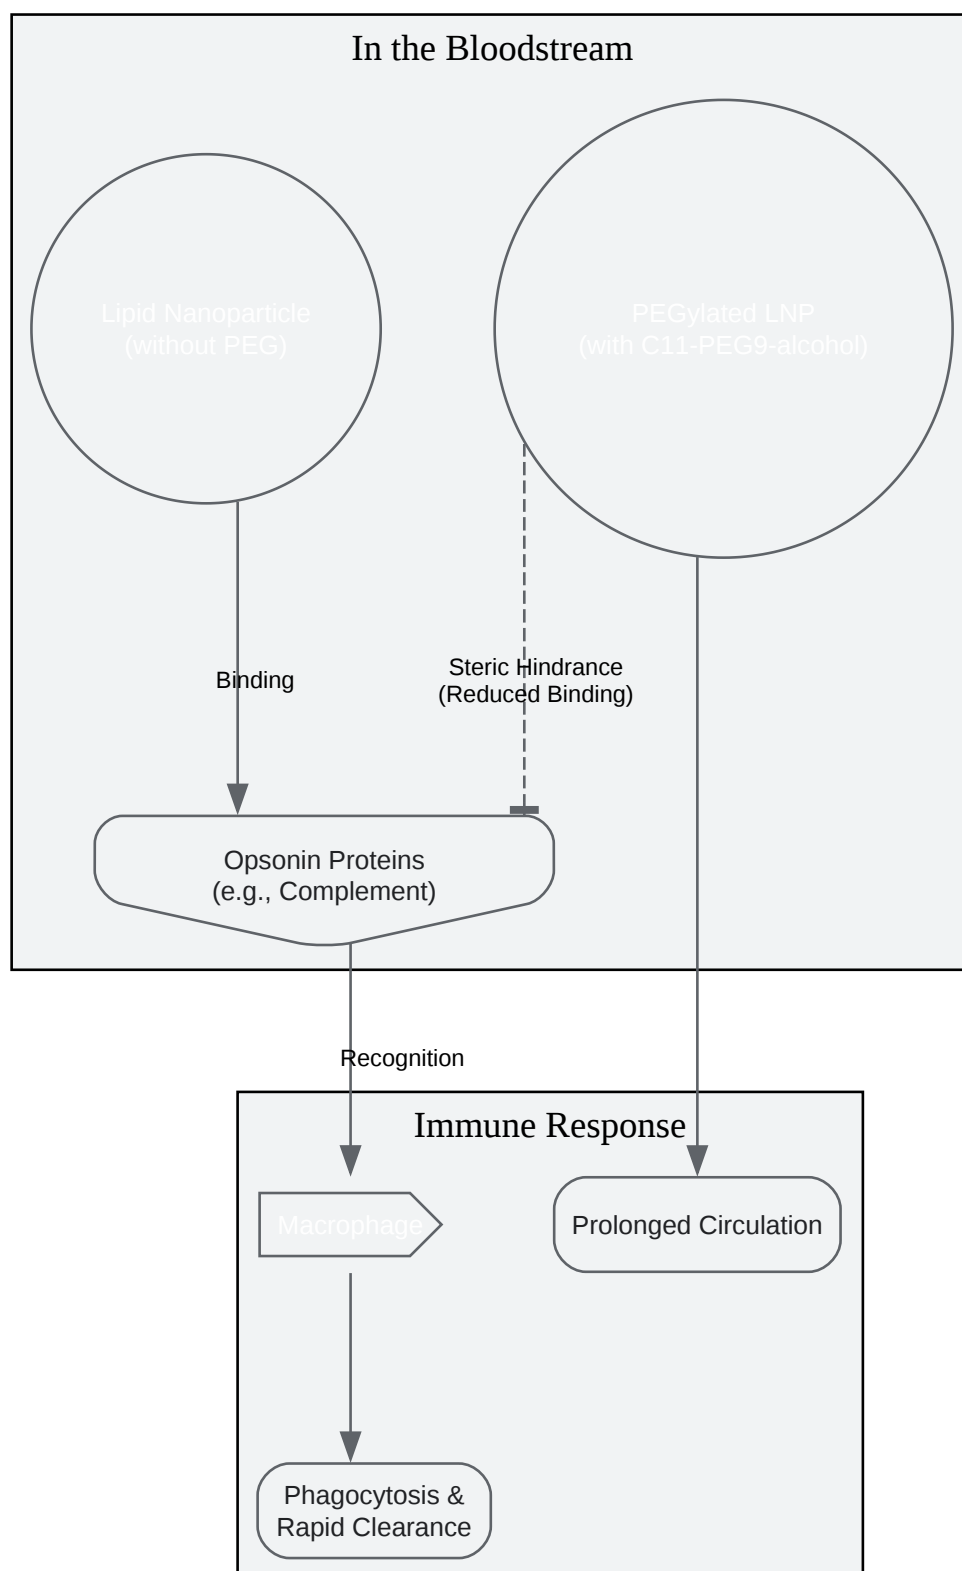 In the Bloodstream
Lipid Nanoparticle
(without PEG)
PEGylated LNP
(with C11-PEG9-alcohol)
Binding
Steric Hindrance
(Reduced Binding)
Opsonin Proteins
(e.g., Complement)
Recognition
Immune Response
Macrophage
Prolonged Circulation
Phagocytosis &
Rapid Clearance